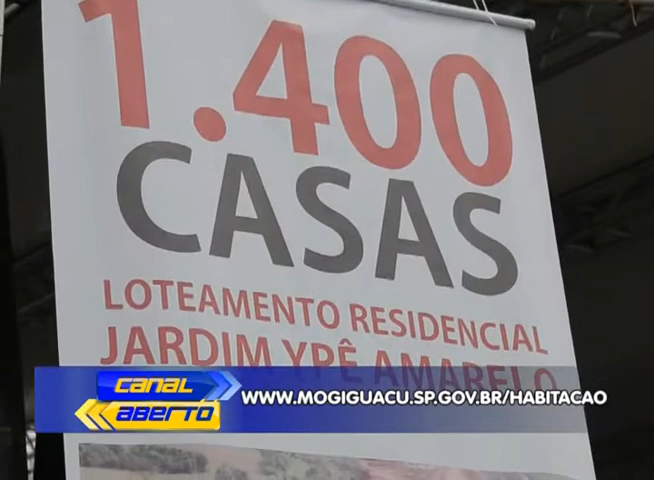 1.400
CASAS
LOTEAMENTO RESIDENCIAL
JARDIM YPÊ AMARELO
CANAL
ABERTO
WWW.MOGIGUACU.SP.GOV.BR/HABITACAO